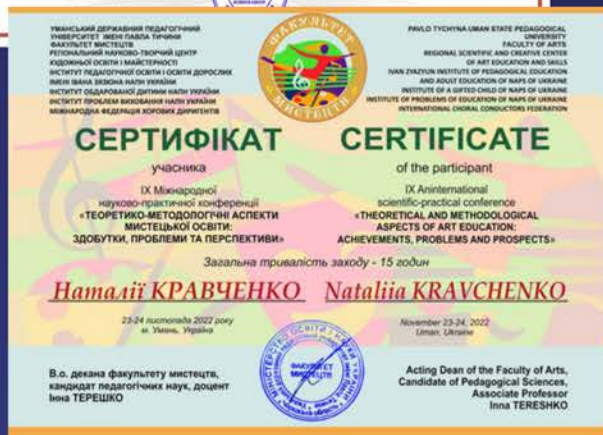 УМАНСЬКИЙ ДЕРЖАВНИЙ ПЕДАГОГІЧНИЙ
УНІВЕРСИТЕТ ІМЕНІ ПАВЛА ТИЧИНИ
ФАКУЛЬТЕТ МИСТЕЦТВ
РЕГІОНАЛЬНИЙ НАУКОВО-ТВОРЧИЙ ЦЕНТР
ХУДОЖНЬОЇ ОСВІТИ І МАЙСТЕРНОСТІ
ІНСТИТУТ ПЕДАГОГІЧНОЇ ОСВІТИ І ОСВІТИ ДОРОСЛИХ
ІМЕНІ ІВАНА ЗЯЗЮНА НАПН УКРАЇНИ
ІНСТИТУТ ОБДАРОВАНОЇ ДИТИНИ НАПН УКРАЇНИ
ІНСТИТУТ ПРОБЛЕМ ВИХОВАННЯ НАПН УКРАЇНИ
МІЖНАРОДНА ФЕДЕРАЦІЯ ХОРОВИХ ДИРИГЕНТІВ
ФАКУЛЬТЕТ
МИСТЕЦТВ
PAVLO TYCHYNA UMAN STATE PEDAGOGICAL
UNIVERSITY
FACULTY OF ARTS
REGIONAL SCIENTIFIC AND CREATIVE CENTER
OF ART EDUCATION AND SKILLS
IVAN ZYAZYUN INSTITUTE OF PEDAGOGICAL EDUCATION
AND ADULT EDUCATION OF NAPS OF UKRAINE
INSTITUTE OF A GIFTED CHILD OF NAPS OF UKRAINE
INSTITUTE OF PROBLEMS OF EDUCATION OF NAPS OF UKRAINE
INTERNATIONAL CHORAL CONDUCTORS FEDERATION
СЕРТИФІКАТ
учасника
ІХ Міжнародної
науково-практичної конференції
«ТЕОРЕТИКО-МЕТОДОЛОГІЧНІ АСПЕКТИ
МИСТЕЦЬКОЇ ОСВІТИ:
ЗДОБУТКИ, ПРОБЛЕМИ ТА ПЕРСПЕКТИВИ»
CERTIFICATE
of the participant
IX Aninternational
scientific-practical conference
«THEORETICAL AND METHODOLOGICAL
ASPECTS OF ART EDUCATION:
ACHIEVEMENTS, PROBLEMS AND PROSPECTS»
Загальна тривалість заходу - 15 годин
Наталії КРАВЧЕНКО
Nataliia KRAVCHENKO
23-24 листопада 2022 року
м. Умань, Україна
November 23-24, 2022
Uman, Ukraine
В.о. декана факультету мистецтв,
кандидат педагогічних наук, доцент
Інна ТЕРЕШКО
МІНІСТЕРСТВО ОСВІТИ І НАУКИ УКРАЇНИ
ФАКУЛЬТЕТ
МИСТЕЦТВ
Acting Dean of the Faculty of Arts,
Candidate of Pedagogical Sciences,
Associate Professor
Inna TERESHKO